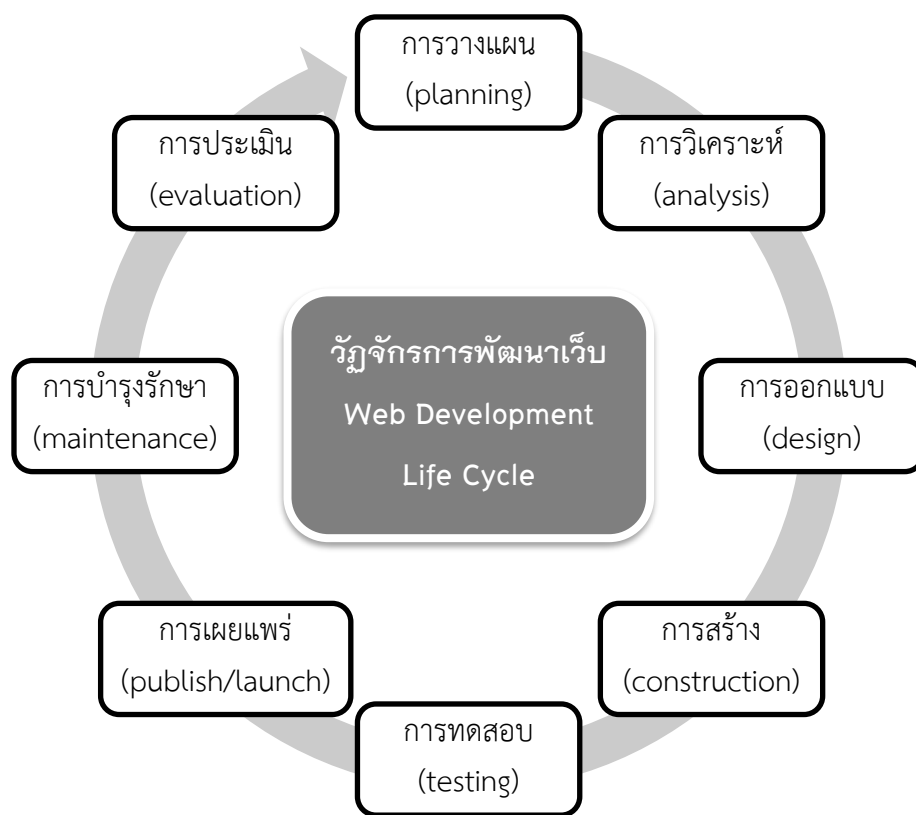 การวางแผน
(planning)
การวิเคราะห์
(analysis)
การออกแบบ
(design)
การสร้าง
(construction)
การทดสอบ
(testing)
การเผยแพร่
(publish/launch)
การบำรุงรักษา
(maintenance)
การประเมิน
(evaluation)
วัฏจักรการพัฒนาเว็บ
Web Development
Life Cycle